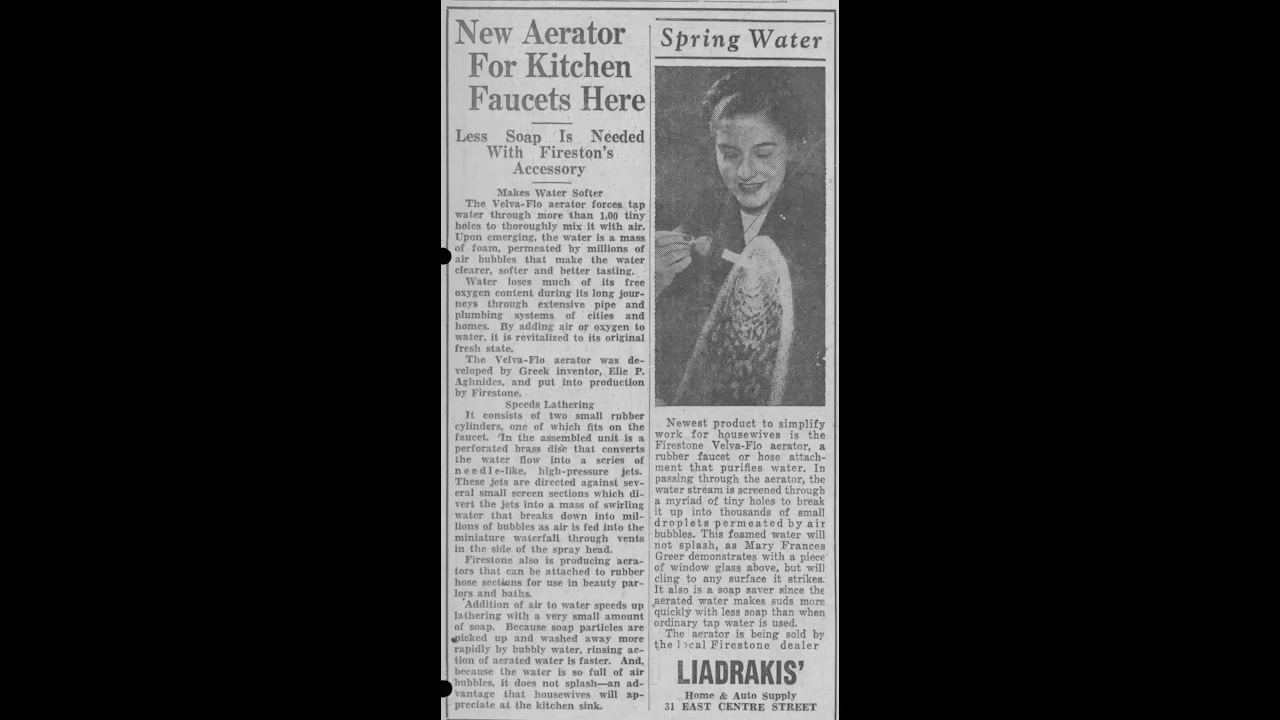 New Aerator
For Kitchen
Faucets Here
Less Soap Is Needed
With Fireston's
Accessory
Makes Water Softer
The Velva-Flo aerator forces tap
water through more than 1,00 tiny
holes to thoroughly mix it with air.
Upon emerging, the water is a mass
of foam, permeated by millions of
air bubbles that make the water
clearer, softer and better tasting.
Water loses much of its free
oxygen content during its long jour-
neys through extensive pipe and
plumbing systems of cities and
homes. By adding air or oxygen to
water, it is revitalized to its original
fresh state.
The Velva-Flo aerator was de-
veloped by Greek inventor, Elie P.
Aghnides, and put into production
by Firestone.
Speeds Lathering
It consists of two small rubber
cylinders, one of which fits on the
faucet. In the assembled unit is a
perforated brass disc that converts
the water flow into a series of
needle-like, high-pressure jets.
These jets are directed against sev-
eral small screen sections which di-
vert the jets into a mass of swirling
water that breaks down into mil-
lions of bubbles as air is fed into the
miniature waterfall through vents
in the side of the spray head.
Firestone also is producing aera-
tors that can be attached to rubber
hose sections for use in beauty par-
lors and baths.
Addition of air to water speeds up
lathering with a very small amount
of soap. Because soap particles are
picked up and washed away more
rapidly by bubbly water, rinsing ac-
tion of aerated water is faster. And,
because the water is so full of air
bubbles, it does not splash—an ad-
vantage that housewives will ap-
preciate at the kitchen sink.
Spring Water
Newest product to simplify
work for housewives is the
Firestone Velva-Flo aerator, a
rubber faucet or hose attach-
ment that purifies water. In
passing through the aerator, the
water stream is screened through
a myriad of tiny holes to break
it up into thousands of small
droplets permeated by air
bubbles. This foamed water will
not splash, as Mary Frances
Greer demonstrates with a piece
of window glass above, but will
cling to any surface it strikes.
It also is a soap saver since the
aerated water makes suds more
quickly with less soap than when
ordinary tap water is used.
The aerator is being sold by
the local Firestone dealer
LIADRAKIS'
Home & Auto Supply
31 EAST CENTRE STREET